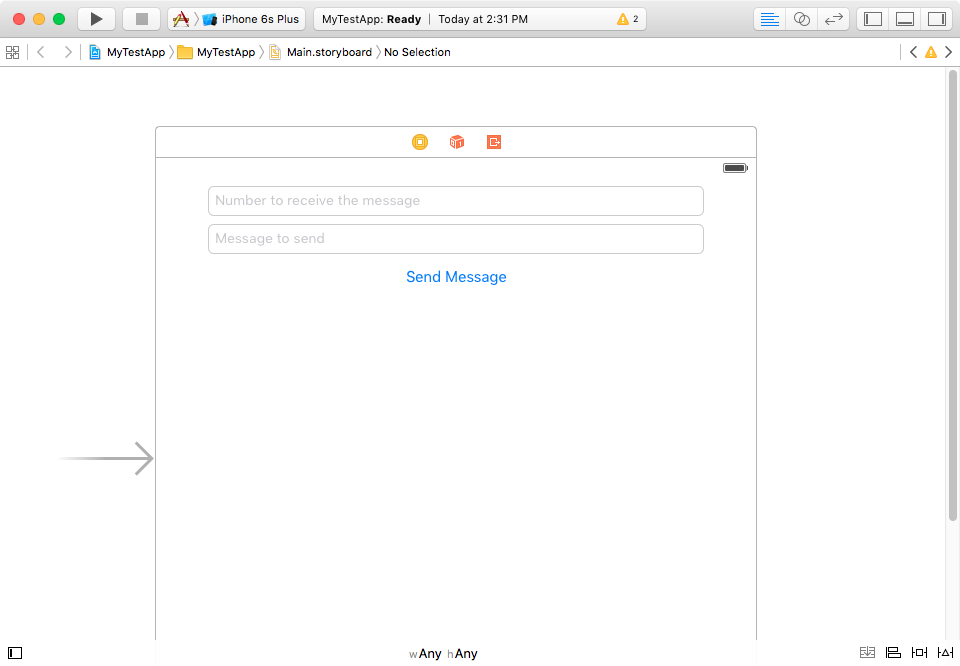 iPhone 6s Plus
MyTestApp: Ready | Today at 2:31 PM
2
MyTestApp
MyTestApp
Main.storyboard
No Selection
Number to receive the message
Message to send
Send Message
wAny hAny